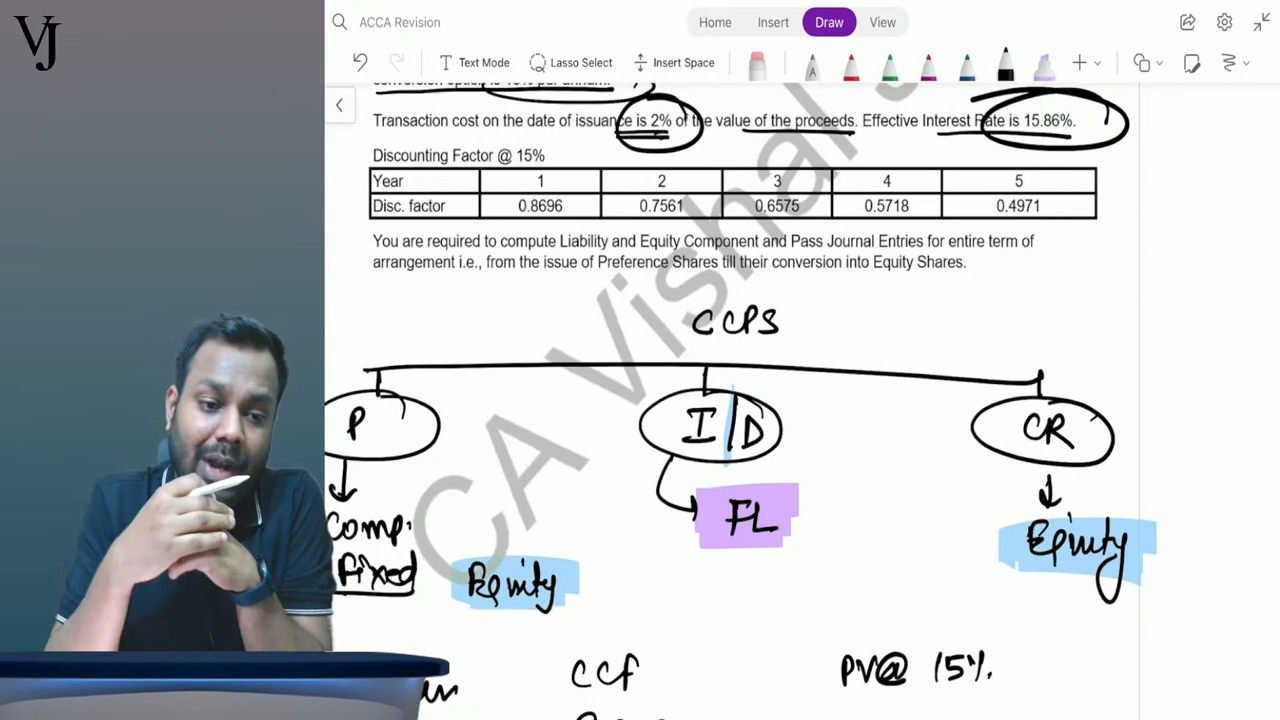 VJ
ACCA Revision
Home Insert Draw View
Text Mode Lasso Select Insert Space
Transaction cost on the date of issuance is 2% of the value of the proceeds. Effective Interest Rate is 15.86%.
Discounting Factor @ 15%
Year 1 2 3 4 5
Disc. factor 0.8696 0.7561 0.6575 0.5718 0.4971
You are required to compute Liability and Equity Component and Pass Journal Entries for entire term of
arrangement i.e., from the issue of Preference Shares till their conversion into Equity Shares.
CA Vishal J
CCPS
P I | D CR
FL
Comp. Equity
Fixed Equity
CCF PV@ 15%.